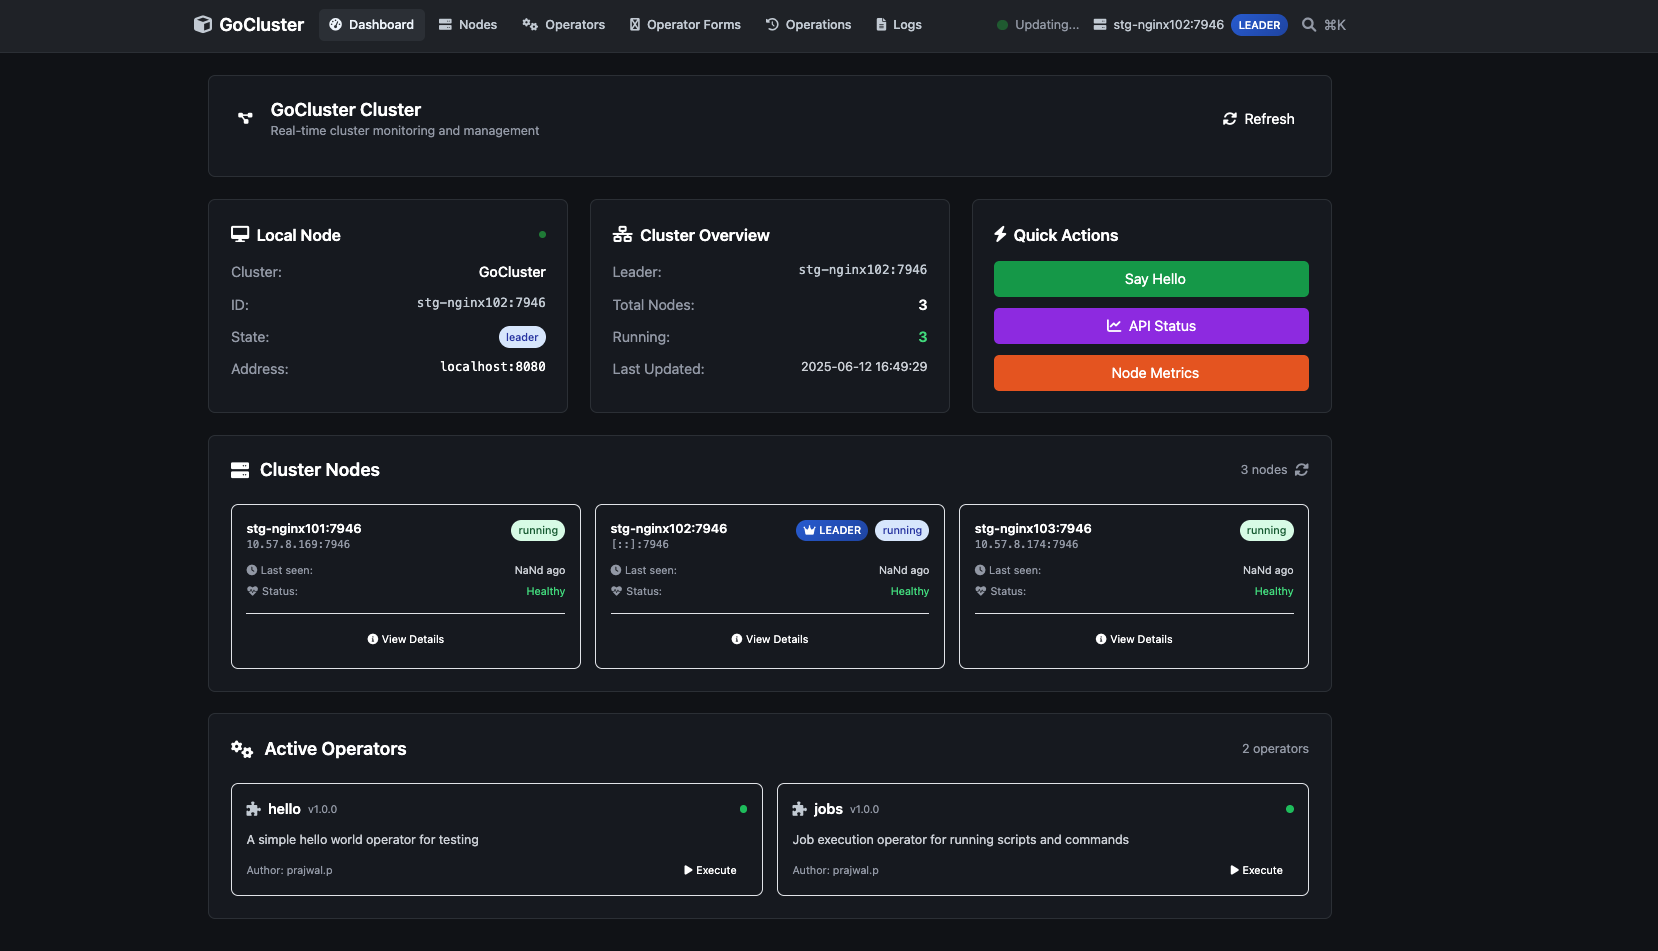 GoCluster Dashboard Nodes Operators Operator Forms Operations Logs Updating... stg-nginx102:7946 LEADER ⌘K
GoCluster Cluster
Real-time cluster monitoring and management
Refresh
Local Node
Cluster: GoCluster
ID: stg-nginx102:7946
State: leader
Address: localhost:8080
Cluster Overview
Leader: stg-nginx102:7946
Total Nodes: 3
Running: 3
Last Updated: 2025-06-12 16:49:29
Quick Actions
Say Hello
API Status
Node Metrics
Cluster Nodes
3 nodes
stg-nginx101:7946 running
10.57.8.169:7946
Last seen: NaNd ago
Status: Healthy
View Details
stg-nginx102:7946 LEADER running
[::]:7946
Last seen: NaNd ago
Status: Healthy
View Details
stg-nginx103:7946 running
10.57.8.174:7946
Last seen: NaNd ago
Status: Healthy
View Details
Active Operators
2 operators
hello v1.0.0
A simple hello world operator for testing
Author: prajwal.p Execute
jobs v1.0.0
Job execution operator for running scripts and commands
Author: prajwal.p Execute